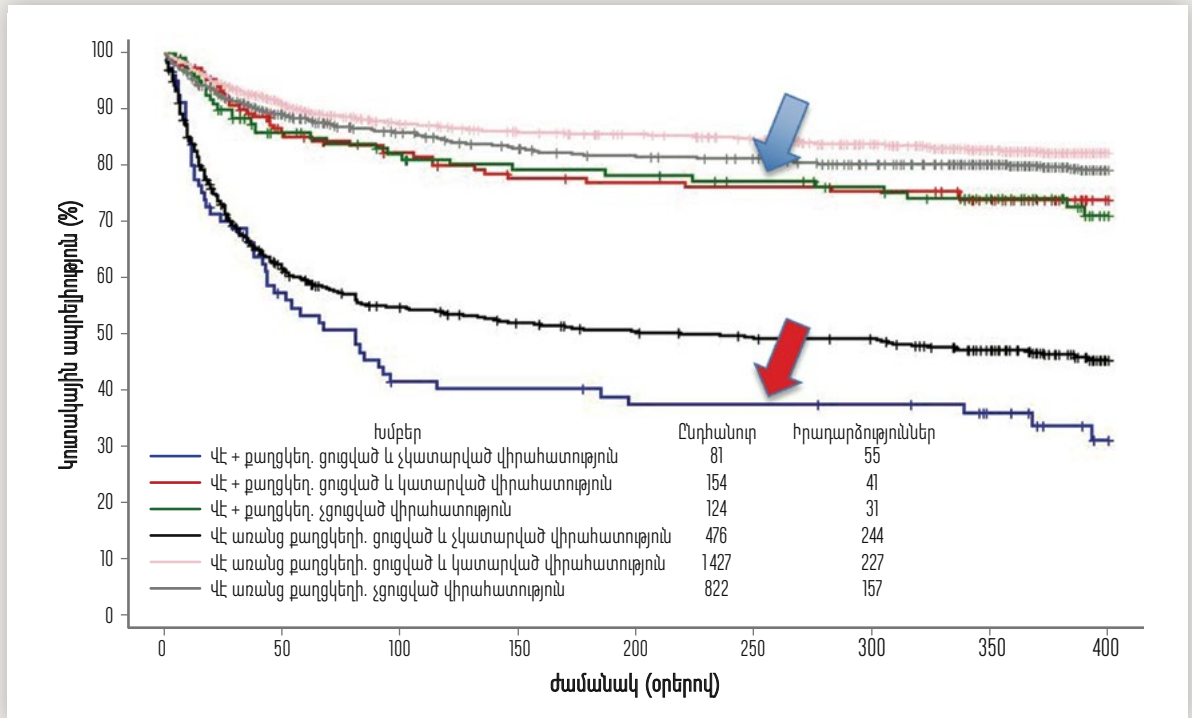 Կուտակային ապրելիություն (%)
100
90
80
70
60
50
40
30
20
10
0
Խմբեր Ընդհանուր Իրադարձություններ
ՎԷ + քաղցկեղ. ցուցված և չկատարված վիրահատություն 81 55
ՎԷ + քաղցկեղ. ցուցված և կատարված վիրահատություն 154 41
ՎԷ + քաղցկեղ. չցուցված վիրահատություն 124 31
ՎԷ առանց քաղցկեղի. ցուցված և չկատարված վիրահատություն 476 244
ՎԷ առանց քաղցկեղի. ցուցված և կատարված վիրահատություն 1427 227
ՎԷ առանց քաղցկեղի. չցուցված վիրահատություն 822 157
0 50 100 150 200 250 300 350 400
Ժամանակ (օրերով)